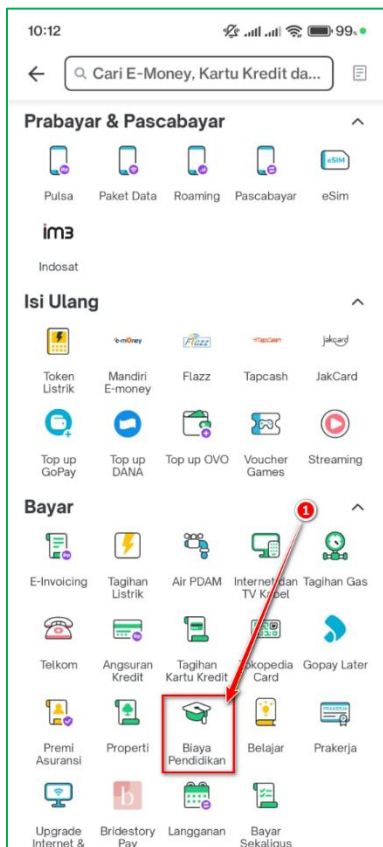 10:12
99
Cari E-Money, Kartu Kredit da...
Prabayar & Pascabayar
Pulsa
Paket Data
Roaming
Pascabayar
eSIM
eSim
im3
Indosat
Isi Ulang
e-money
Flazz
TapCash
jakcard
Token
Listrik
Mandiri
E-money
Flazz
Tapcash
JakCard
Top up
GoPay
Top up
DANA
Top up OVO
Voucher
Games
Streaming
Bayar
1
E-Invoicing
Tagihan
Listrik
Air PDAM
Internet dan
TV Kabel
Tagihan Gas
Telkom
Angsuran
Kredit
Tagihan
Kartu Kredit
Tokopedia
Card
Gopay Later
PRAKERJA
Premi
Asuransi
Properti
Biaya
Pendidikan
Belajar
Prakerja
b
Upgrade
Internet &
Bridestory
Pay
Langganan
Bayar
Sekaligus